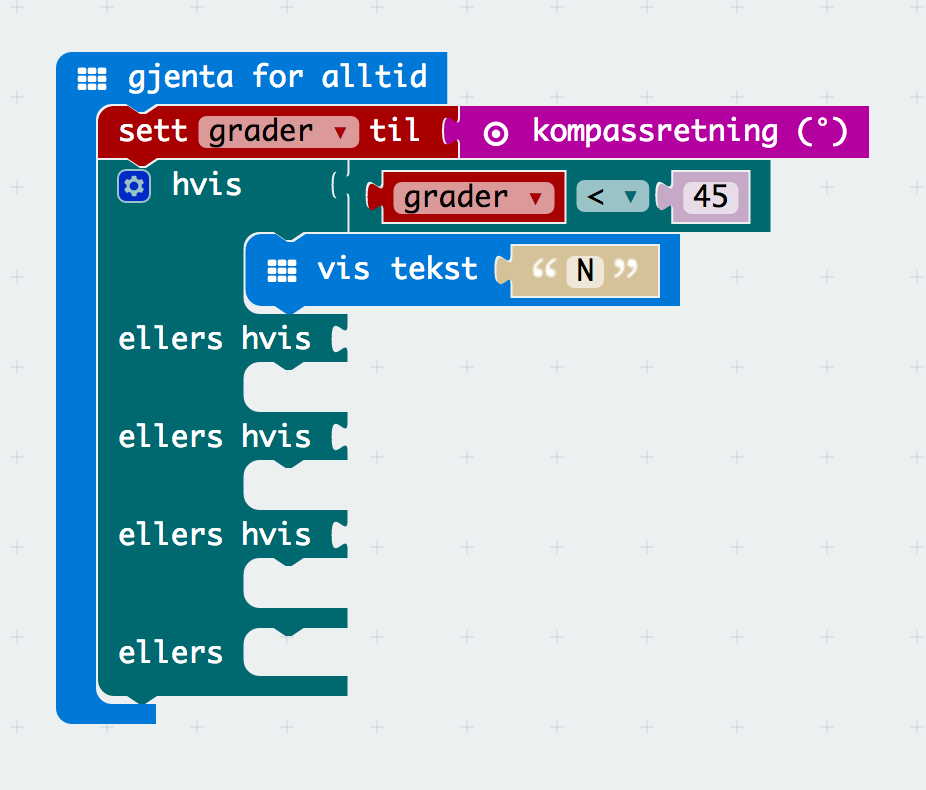 gjenta for alltid
sett grader ▾ til kompassretning (°)
hvis grader ▾ < ▾ 45
vis tekst “ N ”
ellers hvis
ellers hvis
ellers hvis
ellers